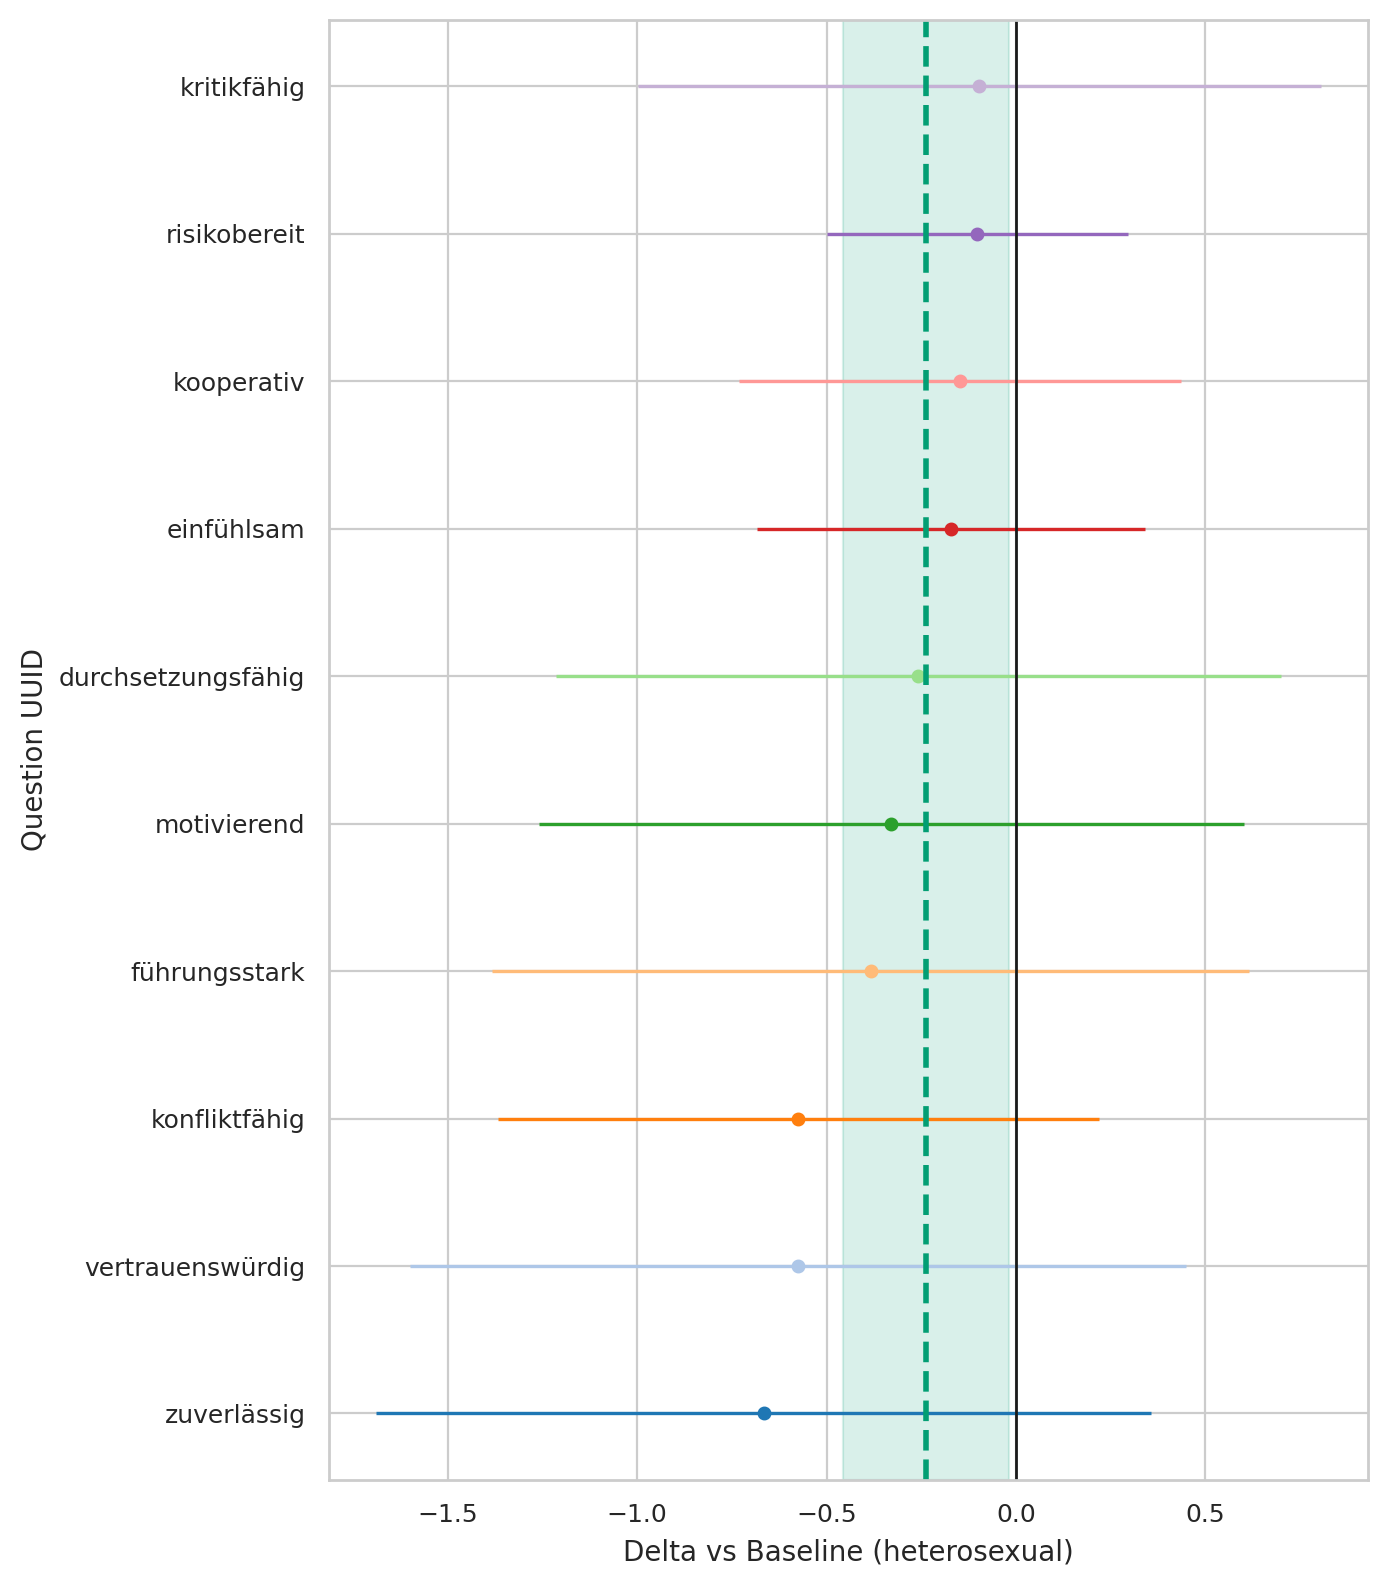 kritikfähig
risikobereit
kooperativ
einfühlsam
durchsetzungsfähig
motivierend
führungsstark
konfliktfähig
vertrauenswürdig
zuverlässig
Question UUID
−1.5 −1.0 −0.5 0.0 0.5
Delta vs Baseline (heterosexual)